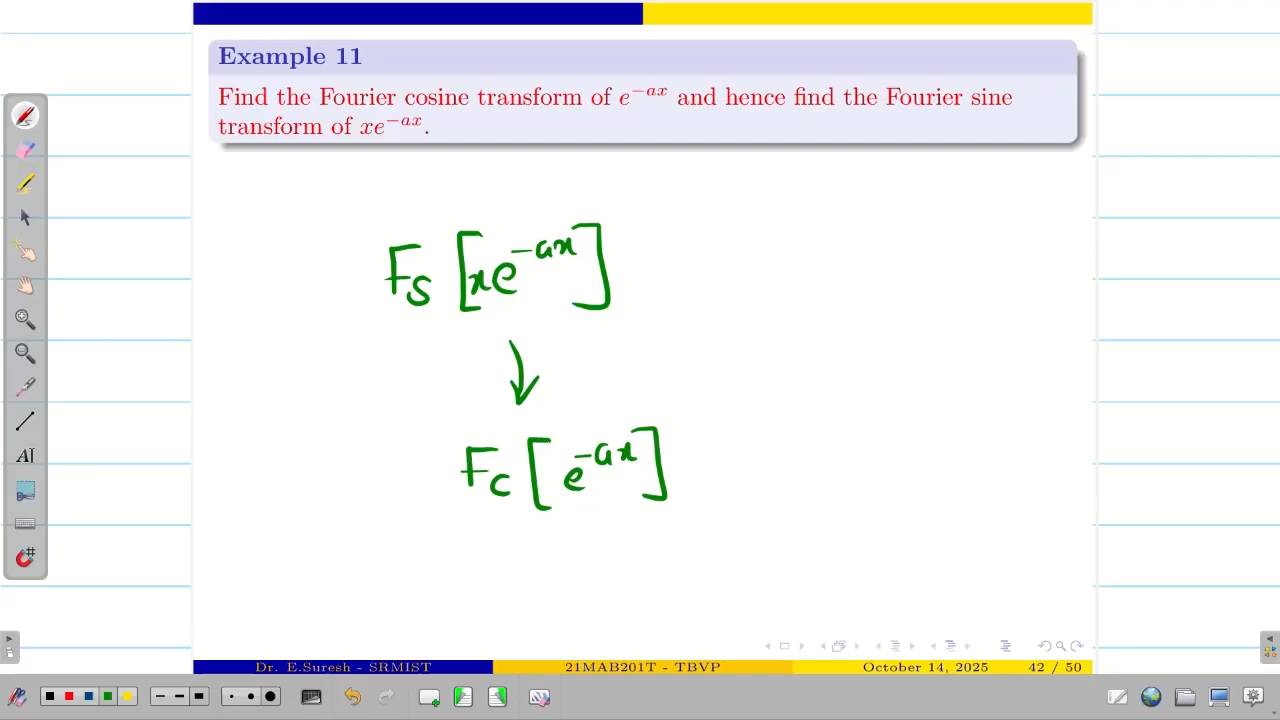 Example 11
Find the Fourier cosine transform of e^{-ax} and hence find the Fourier sine
transform of xe^{-ax}.
F_S [xe^{-ax}]
↓
F_C [e^{-ax}]
AI
Dr. E.Suresh - SRMIST 21MAB201T - TBVP October 14, 2025 42 / 50